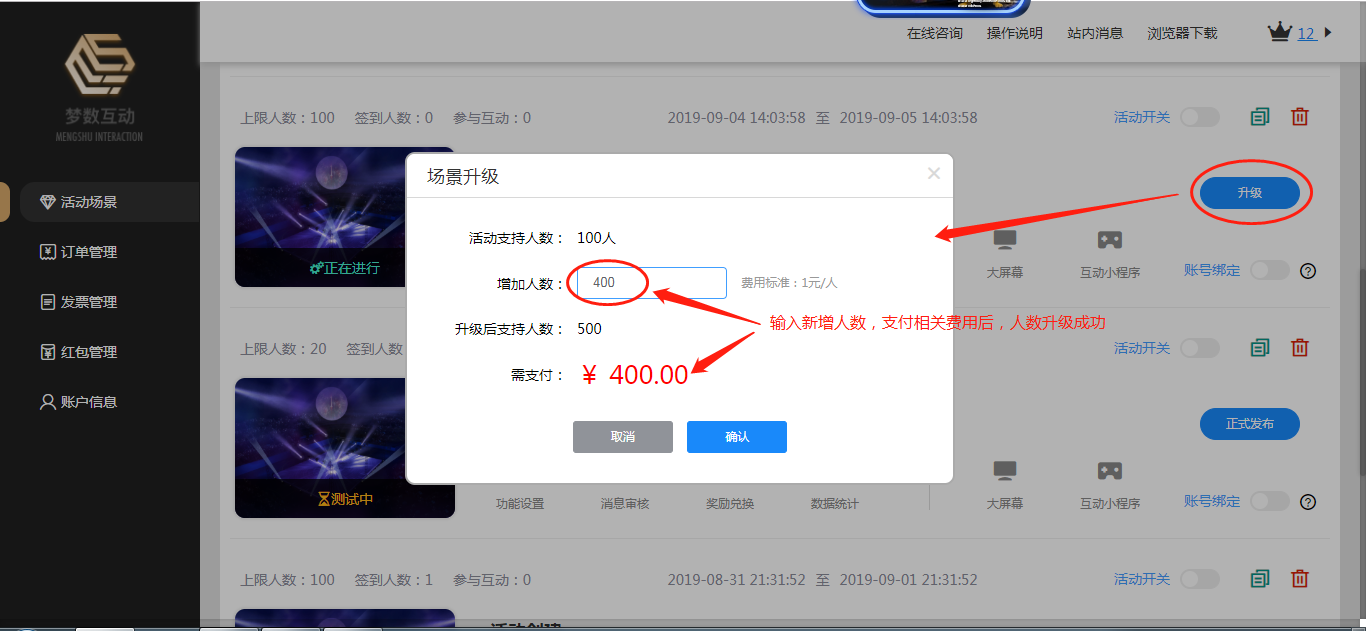 在线咨询 操作说明 站内消息 浏览器下载 12
梦数互动
MENGSHU INTERACTION
活动场景
订单管理
发票管理
红包管理
账户信息
上限人数：100 签到人数：0 参与互动：0 2019-09-04 14:03:58 至 2019-09-05 14:03:58 活动开关
升级
正在进行
大屏幕 互动小程序 账号绑定
场景升级
活动支持人数： 100人
增加人数： 400 费用标准：1元/人
升级后支持人数： 500
需支付： ¥ 400.00
取消 确认
输入新增人数，支付相关费用后，人数升级成功
上限人数：20 签到人数 活动开关
正式发布
测试中
功能设置 消息审核 奖励兑换 数据统计 大屏幕 互动小程序 账号绑定
上限人数：100 签到人数：1 参与互动：0 2019-08-31 21:31:52 至 2019-09-01 21:31:52 活动开关
活动创建